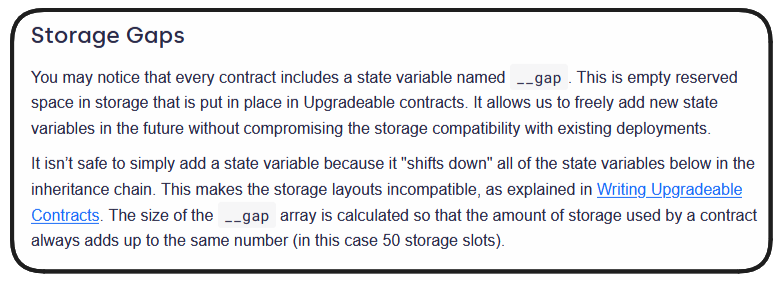 Storage Gaps
You may notice that every contract includes a state variable named __gap. This is empty reserved
space in storage that is put in place in Upgradeable contracts. It allows us to freely add new state
variables in the future without compromising the storage compatibility with existing deployments.
It isn’t safe to simply add a state variable because it "shifts down" all of the state variables below in the
inheritance chain. This makes the storage layouts incompatible, as explained in Writing Upgradeable
Contracts. The size of the __gap array is calculated so that the amount of storage used by a contract
always adds up to the same number (in this case 50 storage slots).